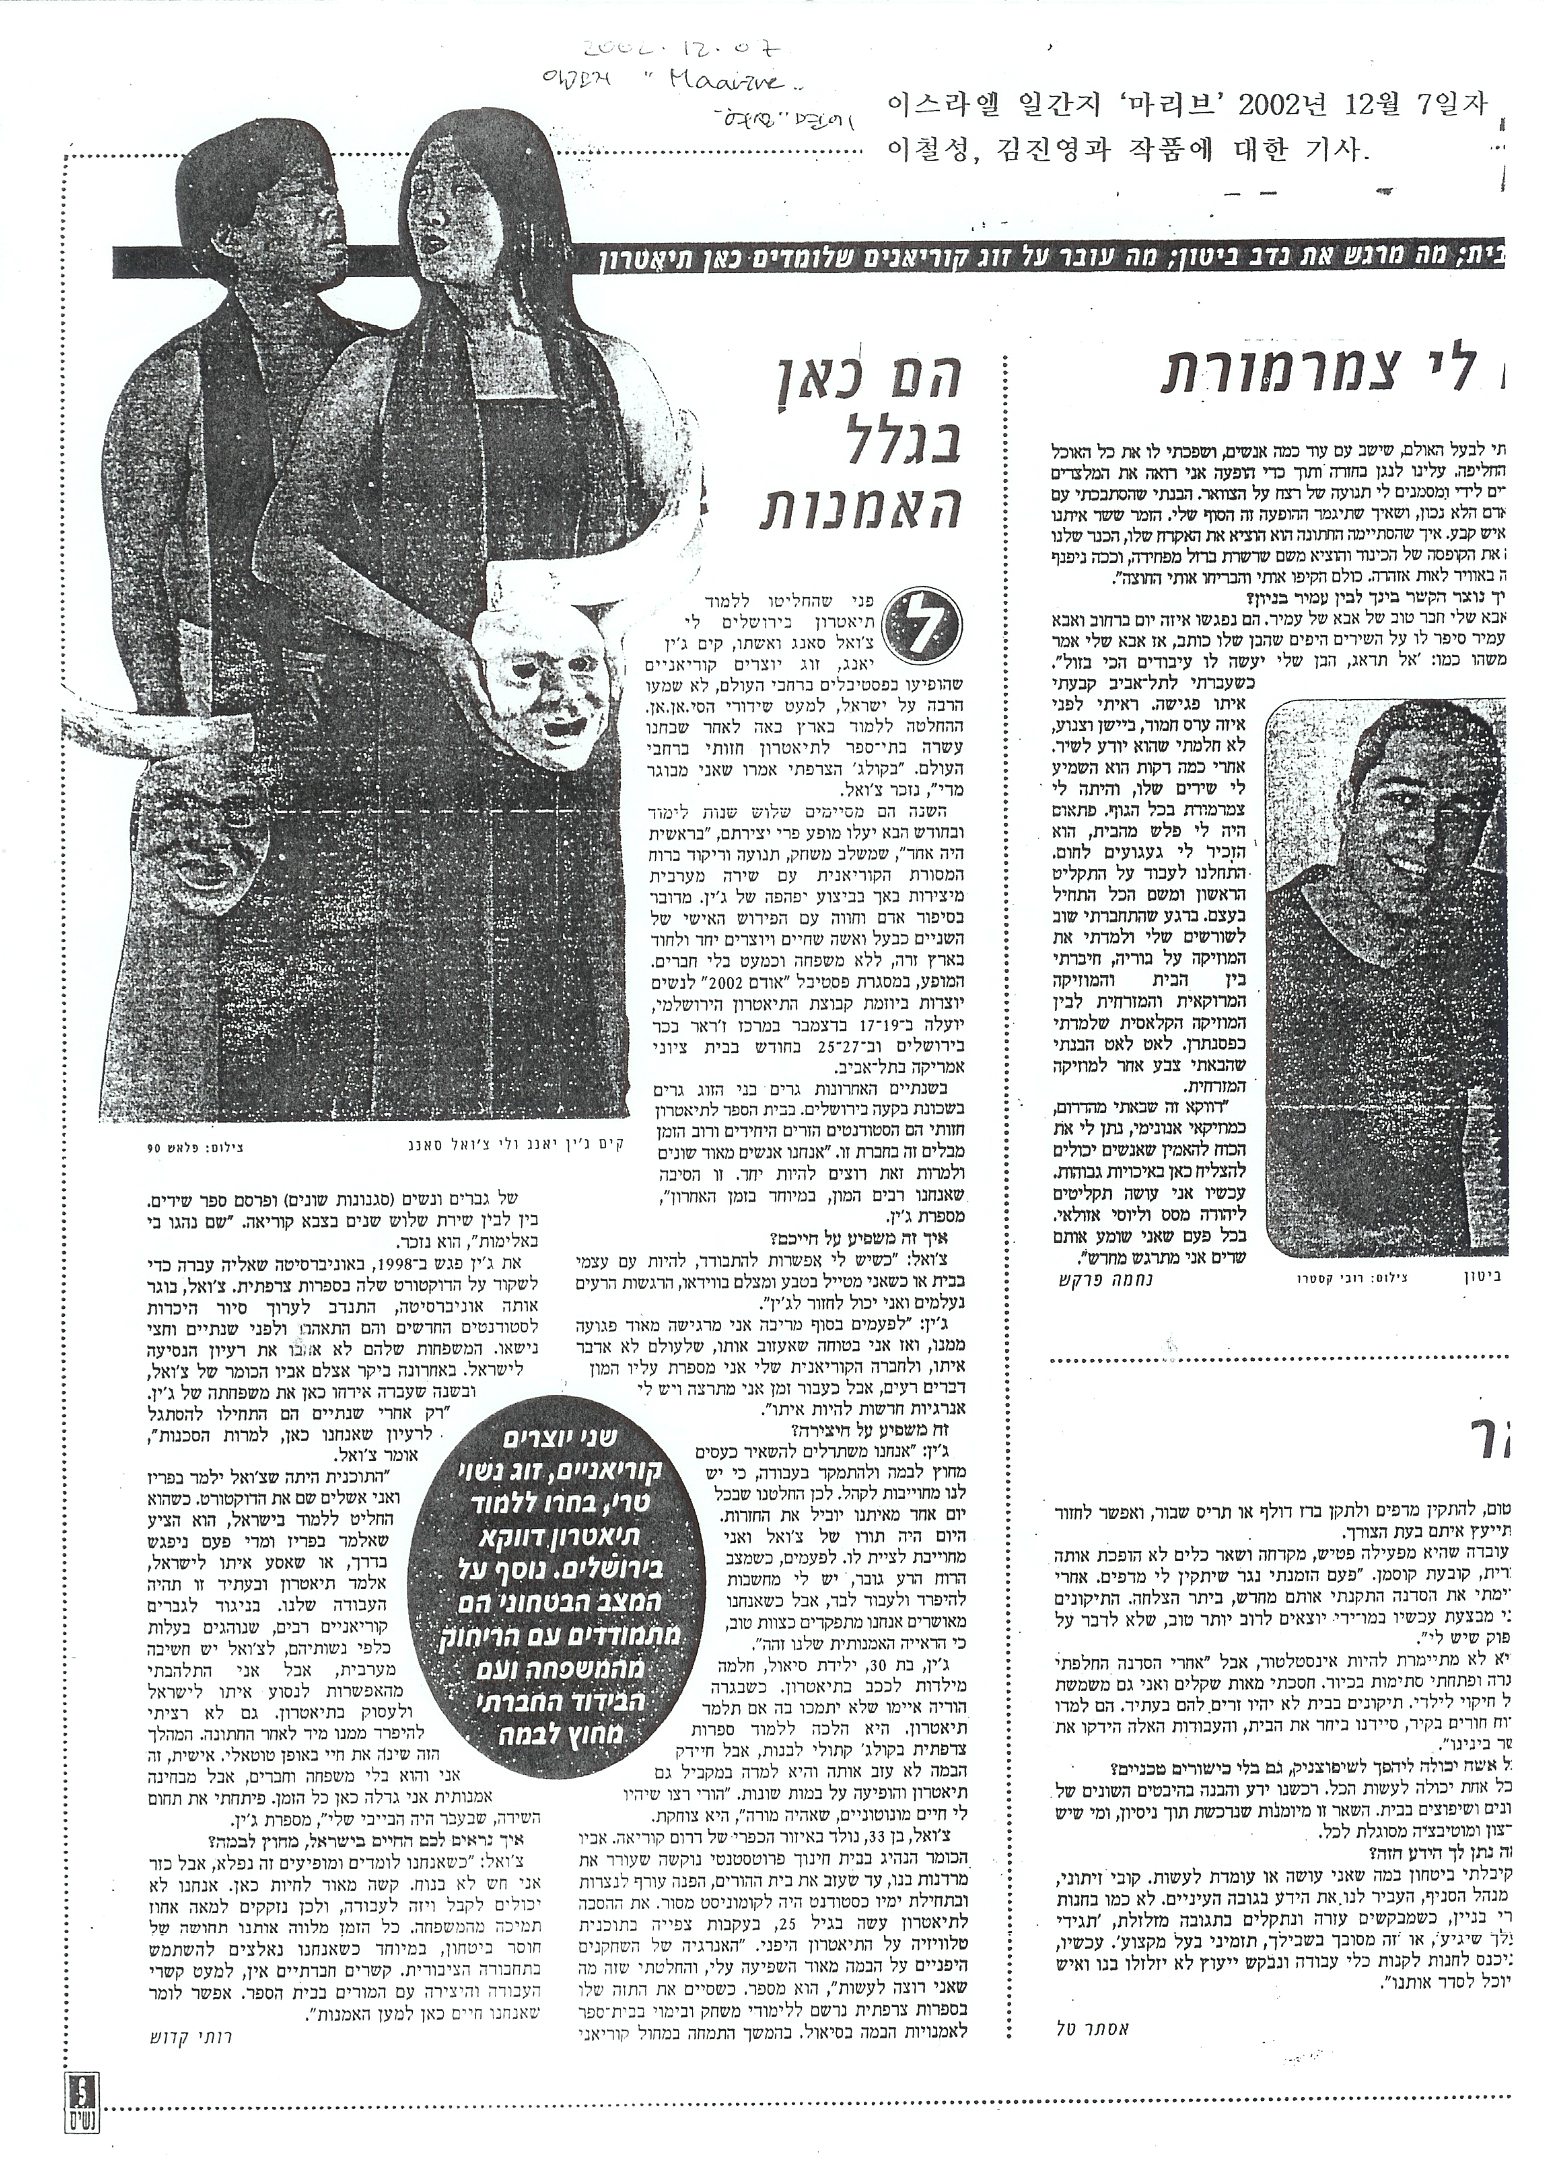 2002.12.07
이스라엘 일간지 '마리브' 2002년 12월 7일자
이철성, 김진영과 작품에 대한 기사.
בית; מה מרגש את נדב ביטון; מה עובר על זוג קוריאנים שלומדים כאן תיאטרון
הם כאן
בגלל
האמנות
לפני שהחליטו ללמוד
תיאטרון בירושלים לי
צ'ואל סאנג ואשתו, קים ג'ין
יאנג, זוג יוצרים קוריאניים
שהופיעו בפסטיבלים ברחבי העולם, לא שמעו
הרבה על ישראל, למעט שידורי הסי.אן.אן.
ההחלטה ללמוד בארץ באה לאחר שבחנו
עשרה בתי־ספר לתיאטרון חזותי ברחבי
העולם. "בקולג' הצרפתי אמרו שאני מבוגר
מדי", נזכר צ'ואל.
השנה הם מסיימים שלוש שנות לימוד
ובחודש הבא יעלו מופע פרי יצירתם, "בראשית
היה אחד", שמשלב משחק, תנועה וריקוד ברוח
המסורת הקוריאנית עם שירה מערבית
מיצירות באך בביצוע יפהפה של ג'ין. מדובר
בסיפור אדם וחווה עם הפירוש האישי של
השניים כבעל ואשה שחיים ויוצרים יחד ולחוד
בארץ זרה, ללא משפחה וכמעט בלי חברים.
המופע, במסגרת פסטיבל "אודם 2002" לנשים
יוצרות ביוזמת קבוצת התיאטרון הירושלמי,
יועלה ב־17-19 בדצמבר במרכז ז'ראר בכר
בירושלים וב־25-27 בחודש בבית ציוני
אמריקה בתל־אביב.
בשנתיים האחרונות גרים בני הזוג גרים
בשכונת בקעה בירושלים. בבית הספר לתיאטרון
חזותי הם הסטודנטים הזרים היחידים ורוב הזמן
מבלים זה בחברת זו. "אנחנו אנשים מאוד שונים
ולמרות זאת רוצים להיות יחד. זו הסיבה
שאנחנו רבים המון, במיוחד בזמן האחרון",
מספרת ג'ין.
איך זה משפיע על חייכם?
צ'ואל: "כשיש לי אפשרות להתבודד, להיות עם עצמי
בבית או כשאני מטייל בטבע ומצלם בווידאו, הרגשות הרעים
נעלמים ואני יכול לחזור לג'ין".
ג'ין: "לפעמים בסוף מריבה אני מרגישה מאוד פגועה
ממנו, ואז אני בטוחה שאעזוב אותו, שלעולם לא אדבר
איתו, ולחברה הקוריאנית שלי אני מספרת עליו המון
דברים רעים, אבל כעבור זמן אני מתרצה ויש לי
אנרגיות חדשות להיות איתו".
זה משפיע על היצירה?
ג'ין: "אנחנו משתדלים להשאיר כעסים
מחוץ לבמה ולהתמקד בעבודה, כי יש
לנו מחוייבות לקהל. לכן החלטנו שבכל
יום אחד מאיתנו יוביל את החזרות.
היום היה תורו של צ'ואל ואני
מחוייבת לציית לו. לפעמים, כשמצב
הרוח הרע גובר, יש לי מחשבות
להיפרד ולעבוד לבד, אבל כשאנחנו
מאושרים אנחנו מתפקדים כצוות טוב,
כי הראייה האמנותית שלנו זהה".
ג'ין, בת 30, ילידת סיאול, חלמה
מילדות לככב בתיאטרון. כשבגרה
הוריה איימו שלא יתמכו בה אם תלמד
תיאטרון. היא הלכה ללמוד ספרות
צרפתית בקולג' קתולי לבנות, אבל חיידק
הבמה לא עזב אותה והיא למדה במקביל גם
תיאטרון והופיעה על במות שונות. "הורי רצו שיהיו
לי חיים מונוטוניים, שאהיה מורה", היא צוחקת.
צ'ואל, בן 33, נולד באיזור הכפרי של דרום קוריאה. אביו
הכומר הנהיג בבית חינוך פרוטסטנטי נוקשה שעורר את
מרדנות בנו, עד שעזב את בית ההורים, הפנה עורף לנצרות
ובתחילת ימיו כסטודנט היה לקומוניסט מסור. את ההסבה
לתיאטרון עשה בגיל 25, בעקבות צפייה בתוכנית
טלוויזיה על התיאטרון היפני. "האנרגיה של השחקנים
היפניים על הבמה מאוד השפיעה עלי, והחלטתי שזה מה
שאני רוצה לעשות", הוא מספר. כשסיים את התזה שלו
בספרות צרפתית נרשם ללימודי משחק ובימוי בבית־ספר
לאמנויות הבמה בסיאול. בהמשך התמחה במחול קוריאני
קים ג'ין יאנג ולי צ'ואל סאנג
צילום: פלאש 90
של גברים ונשים (סגנונות שונים) ופרסם ספר שירים.
בין לבין שירת שלוש שנים בצבא קוריאה. "שם נהגו בי
באלימות", הוא נזכר.
את ג'ין פגש ב־1998, באוניברסיטה שאליה עברה כדי
לשקוד על הדוקטורט שלה בספרות צרפתית. צ'ואל, בוגר
אותה אוניברסיטה, התנדב לערוך סיור היכרות
לסטודנטים החדשים והם התאהבו ולפני שנתיים וחצי
נישאו. המשפחות שלהם לא אהבו את רעיון הנסיעה
לישראל. באחרונה ביקר אצלם אביו הכומר של צ'ואל,
ובשנה שעברה אירחו כאן את משפחתה של ג'ין.
"רק אחרי שנתיים הם התחילו להסתגל
לרעיון שאנחנו כאן, למרות הסכנות",
אומר צ'ואל.
"התוכנית היתה שצ'ואל ילמד בפריז
ואני אשלים שם את הדוקטורט. כשהוא
החליט ללמוד בישראל, הוא הציע
שאלמד בפריז ומדי פעם ניפגש
בדרך, או שאסע איתו לישראל,
אלמד תיאטרון ובעתיד זו תהיה
העבודה שלנו. בניגוד לגברים
קוריאניים רבים, שנוהגים בעלות
כלפי נשותיהם, לצ'ואל יש חשיבה
מערבית, אבל אני התלהבתי
מהאפשרות לנסוע איתו לישראל
ולעסוק בתיאטרון. גם לא רציתי
להיפרד ממנו מיד לאחר החתונה. המהלך
הזה שינה את חיי באופן טוטאלי. אישית, זה
אני והוא בלי משפחה וחברים, אבל מבחינה
אמנותית אני גדלה כאן כל הזמן. פיתחתי את תחום
השירה, שבעבר היה הבייבי שלי", מספרת ג'ין.
איך נראים לכם החיים בישראל, מחוץ לבמה?
צ'ואל: "כשאנחנו לומדים ומופיעים זה נפלא, אבל כזר
אני חש לא בנוח. קשה מאוד לחיות כאן. אנחנו לא
יכולים לקבל ויזה לעבודה, ולכן נזקקים למאה אחוז
תמיכה מהמשפחה. כל הזמן מלווה אותנו תחושה של
חוסר ביטחון, במיוחד כשאנחנו נאלצים להשתמש
בתחבורה הציבורית. קשרים חברתיים אין, למעט קשרי
העבודה והיצירה עם המורים בבית הספר. אפשר לומר
שאנחנו חיים כאן למען האמנות".
רותי קדוש
שני יוצרים
קוריאניים, זוג נשוי
טרי, בחרו ללמוד
תיאטרון דווקא
בירושלים. נוסף על
המצב הבטחוני הם
מתמודדים עם הריחוק
מהמשפחה ועם
הבידוד החברתי
מחוץ לבמה
לי צמרמורת
תי לבעל האולם, שישב עם עוד כמה אנשים, ושפכתי לו את כל האוכל
החליפה. עלינו לנגן בחזרה ותוך כדי הופעה אני רואה את המלצרים
ים לידי ומסמנים לי תנועה של רצח על הצוואר. הבנתי שהסתבכתי עם
אדם הלא נכון, ושאיך שתיגמר ההופעה זה הסוף שלי. הזמר ששר איתנו
איש קבע. איך שהסתיימה החתונה הוא הוציא את האקדח שלו, הכנר שלנו
את הקופסה של הכינור והוציא משם שרשרת ברזל מפחידה, וככה ניפנף
ה באוויר לאות אזהרה. כולם הקיפו אותי והבריחו אותי החוצה".
יך נוצר הקשר בינך לבין עמיר בניון?
אבא שלי חבר טוב של אבא של עמיר. הם נפגשו איזה יום ברחוב ואבא
עמיר סיפר לו על השירים היפים שהבן שלו כותב, אז אבא שלי אמר
משהו כמו: 'אל תדאג, הבן שלי יעשה לו עיבודים הכי בזול".
כשעברתי לתל־אביב קבעתי
איתו פגישה. ראיתי לפני
איזה ערס חמוד, ביישן וצנוע,
לא חלמתי שהוא יודע לשיר.
אחרי כמה דקות הוא השמיע
לי שירים שלו, והיתה לי
צמרמורת בכל הגוף. פתאום
היה לי פלש מהבית, הוא
הזכיר לי געגועים לחום.
התחלנו לעבוד על התקליט
הראשון ומשם הכל התחיל
בעצם. ברגע שהתחברתי שוב
לשורשים שלי ולמדתי את
המוזיקה על בוריה, חיברתי
בין הבית והמוזיקה
המרוקאית והמזרחית לבין
המוזיקה הקלאסית שלמדתי
כפסנתרן. לאט לאט הבנתי
שהבאתי צבע אחר למוזיקה
המזרחית.
"דווקא זה שבאתי מהדרום,
כמוזיקאי אנונימי, נתן לי את
הכוח להאמין שאנשים יכולים
להצליח כאן באיכויות גבוהות.
עכשיו אני עושה תקליטים
ליהודה מסס וליוסי אזולאי.
בכל פעם שאני שומע אותם
שרים אני מתרגש מחדש".
נחמה פרקש
ביטון
צילום: רובי קסטרו
טום, להתקין מדפים ולתקן ברז דולף או תריס שבור, ואפשר לחזור
תייעץ איתם בעת הצורך.
עובדה שהיא מפעילה פטיש, מקדחה ושאר כלים לא הופכת אותה
רית, קובעת קוסמן. "פעם הזמנתי נגר שיתקין לי מדפים. אחרי
ימתי את הסדנה התקנתי אותם מחדש, ביתר הצלחה. התיקונים
י מבצעת עכשיו במו־ידי יוצאים לרוב יותר טוב, שלא לדבר על
פוק שיש לי".
יא לא מתיימרת להיות אינסטלטור, אבל "אחרי הסדנה החלפתי
נרה ופתחתי סתימות בכיור. חסכתי מאות שקלים ואני גם משמשת
ל חיקוי לילדי. תיקונים בבית לא יהיו זרים להם בעתיד. הם למדו
וח חורים בקיר, סיידנו ביחד את הבית, והעבודות האלה הידקו את
שר בינינו".
ל אשה יכולה ליהפך לשיפוצניק, גם בלי כישורים טכניים?
כל אחת יכולה לעשות הכל. רכשנו ידע והבנה בהיבטים השונים של
ונים ושיפוצים בבית. השאר זו מיומנות שנרכשת תוך ניסיון, ומי שיש
צון ומוטיבציה מסוגלת לכל.
זה נתן לך הידע הזה?
קיבלתי ביטחון במה שאני עושה או עומדת לעשות. קובי זיתוני,
מנהל הסניף, העביר לנו את הידע בגובה העיניים. לא כמו בחנות
רי בניין, כשמבקשים עזרה ונתקלים בתגובה מזלזלת, 'תגידי
לך שיגיע', או 'זה מסובך בשבילך, תזמיני בעל מקצוע'. עכשיו,
יכנס לחנות לקנות כלי עבודה ונבקש ייעוץ לא יזלזלו בנו ואיש
יוכל לסדר אותנו".
אסתר טל
נשים